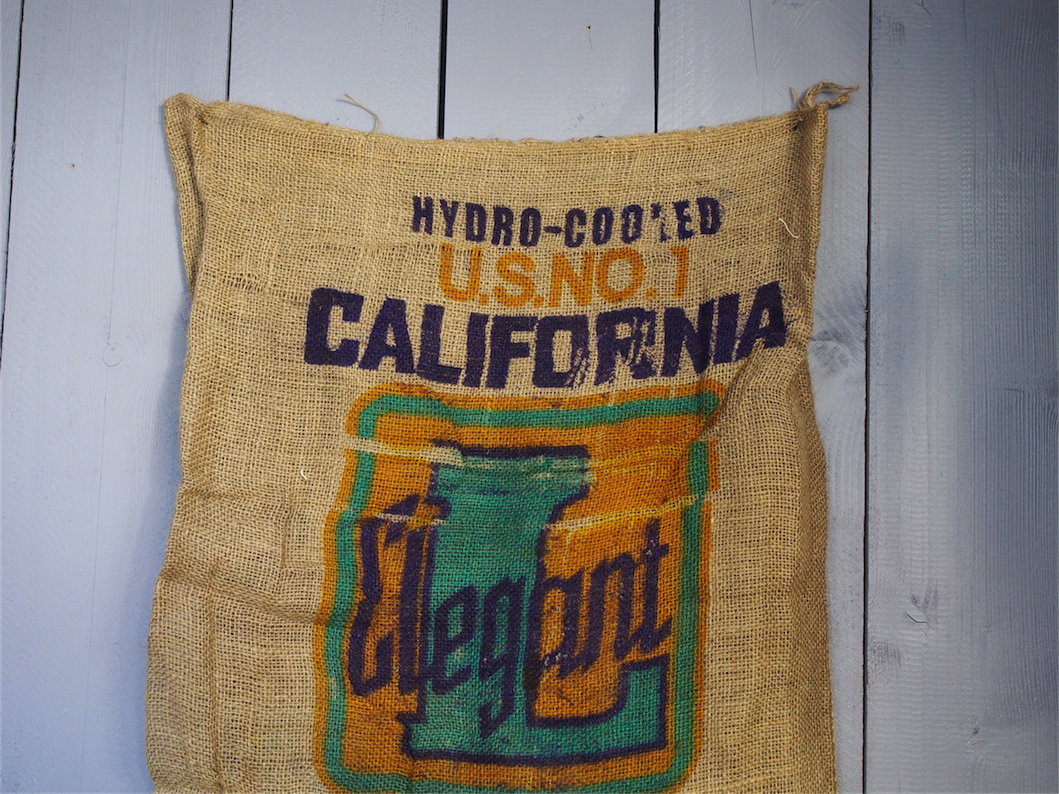 HYDRO-COOLED
U.S.NO.1
CALIFORNIA
L
Elegant